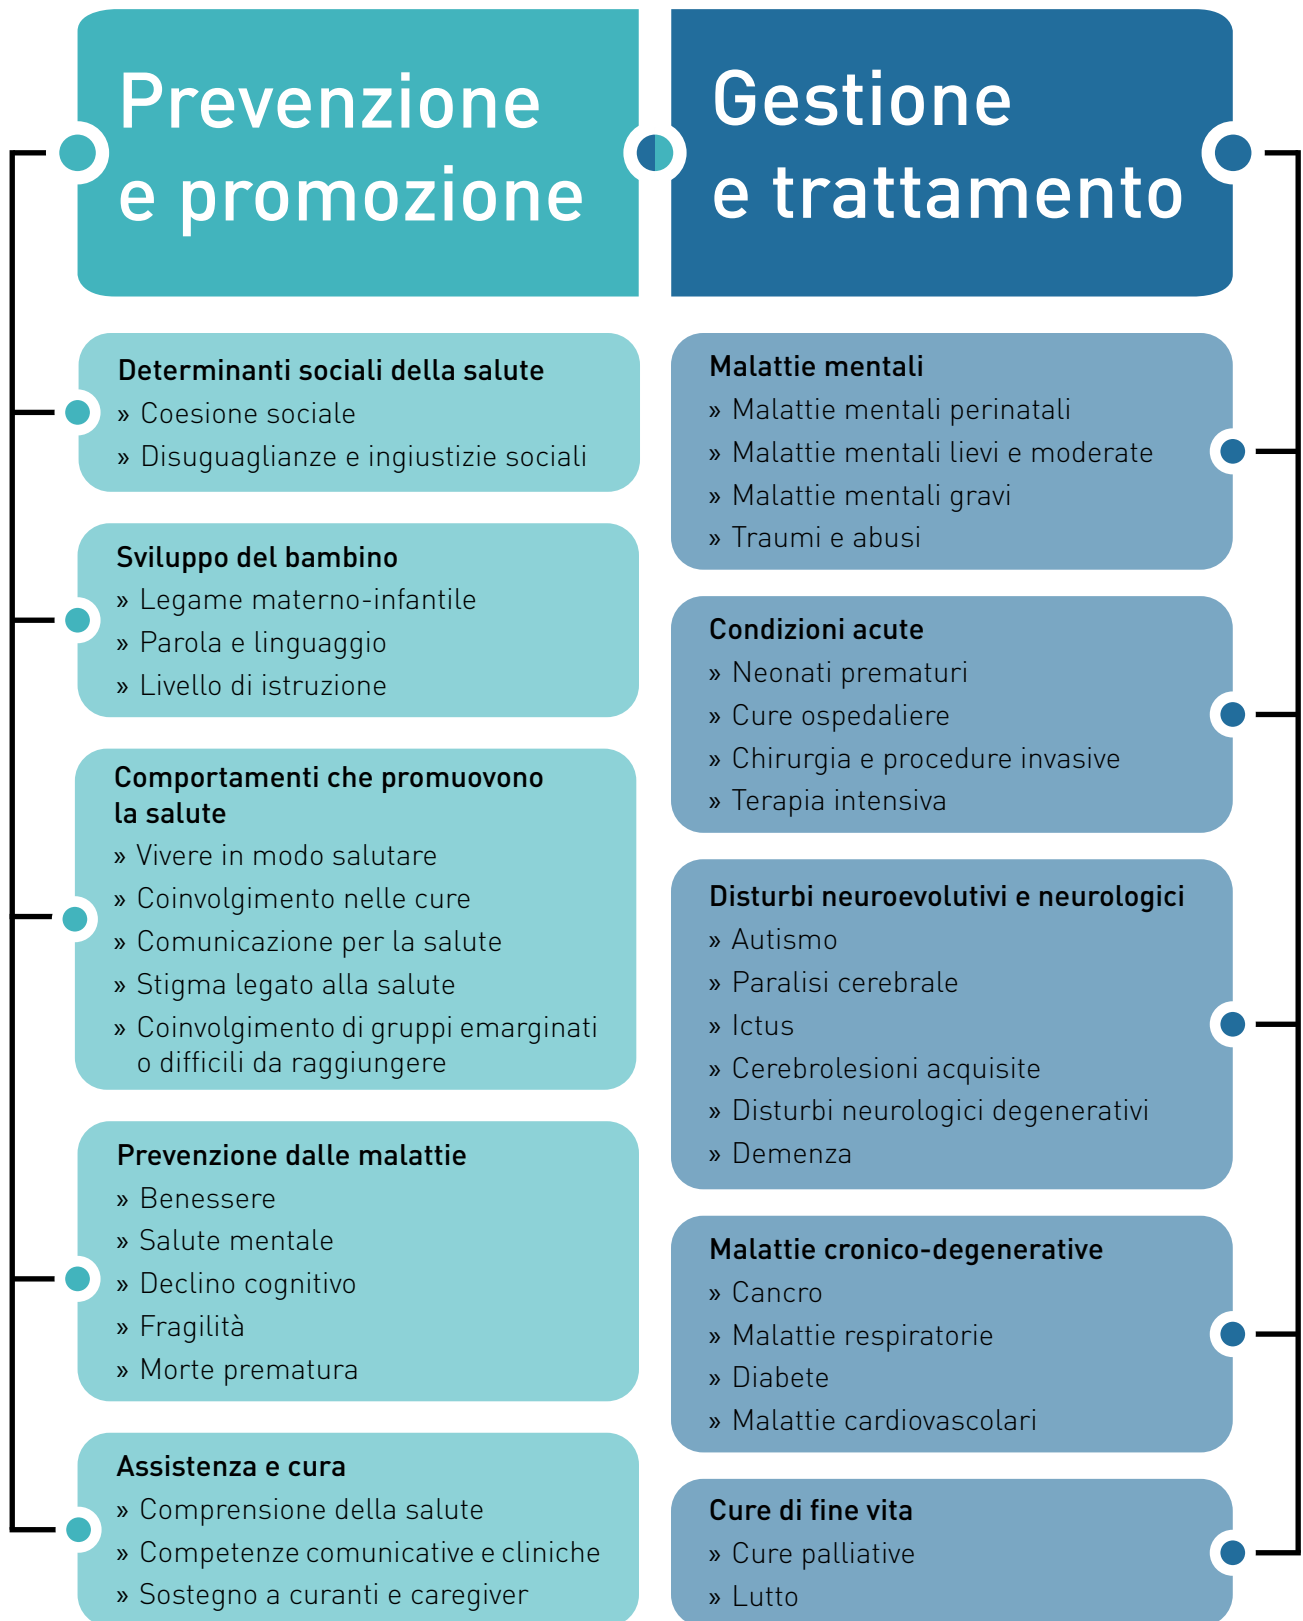 Prevenzione
e promozione
Determinanti sociali della salute
» Coesione sociale
» Disuguaglianze e ingiustizie sociali
Sviluppo del bambino
» Legame materno-infantile
» Parola e linguaggio
» Livello di istruzione
Comportamenti che promuovono
la salute
» Vivere in modo salutare
» Coinvolgimento nelle cure
» Comunicazione per la salute
» Stigma legato alla salute
» Coinvolgimento di gruppi emarginati
o difficili da raggiungere
Prevenzione dalle malattie
» Benessere
» Salute mentale
» Declino cognitivo
» Fragilità
» Morte prematura
Assistenza e cura
» Comprensione della salute
» Competenze comunicative e cliniche
» Sostegno a curanti e caregiver
Gestione
e trattamento
Malattie mentali
» Malattie mentali perinatali
» Malattie mentali lievi e moderate
» Malattie mentali gravi
» Traumi e abusi
Condizioni acute
» Neonati prematuri
» Cure ospedaliere
» Chirurgia e procedure invasive
» Terapia intensiva
Disturbi neuroevolutivi e neurologici
» Autismo
» Paralisi cerebrale
» Ictus
» Cerebrolesioni acquisite
» Disturbi neurologici degenerativi
» Demenza
Malattie cronico-degenerative
» Cancro
» Malattie respiratorie
» Diabete
» Malattie cardiovascolari
Cure di fine vita
» Cure palliative
» Lutto